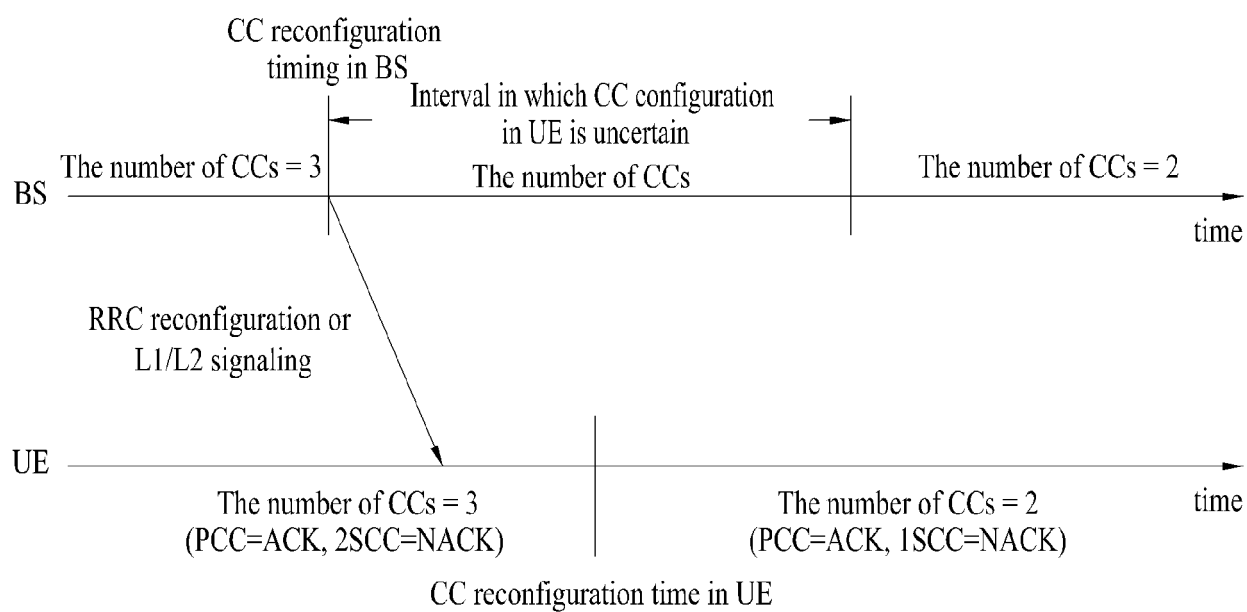 CC reconfiguration
timing in BS
Interval in which CC configuration
in UE is uncertain
The number of CCs = 3
The number of CCs
The number of CCs = 2
BS
time
RRC reconfiguration or
L1/L2 signaling
UE
time
The number of CCs = 3
(PCC=ACK, 2SCC=NACK)
The number of CCs = 2
(PCC=ACK, 1SCC=NACK)
CC reconfiguration time in UE